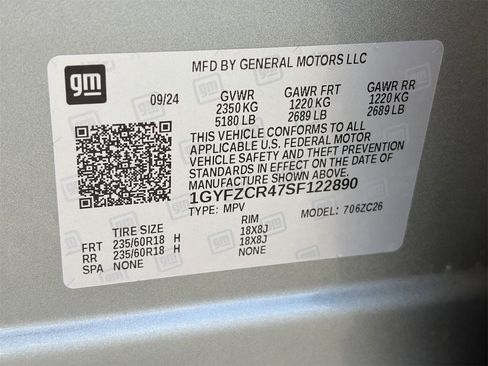 gm
MFD BY GENERAL MOTORS LLC
09/24 GVWR GAWR FRT GAWR RR
2350 KG 1220 KG 1220 KG
5180 LB 2689 LB 2689 LB
THIS VEHICLE CONFORMS TO ALL
APPLICABLE U.S. FEDERAL MOTOR
VEHICLE SAFETY AND THEFT PREVENTION
STANDARDS IN EFFECT ON THE DATE OF
MANUFACTURE SHOWN ABOVE.
1GYFZCR47SF122890
TYPE: MPV MODEL: 706ZC26
TIRE SIZE RIM
FRT 235/60R18 H 18X8J
RR 235/60R18 H 18X8J
SPA NONE NONE